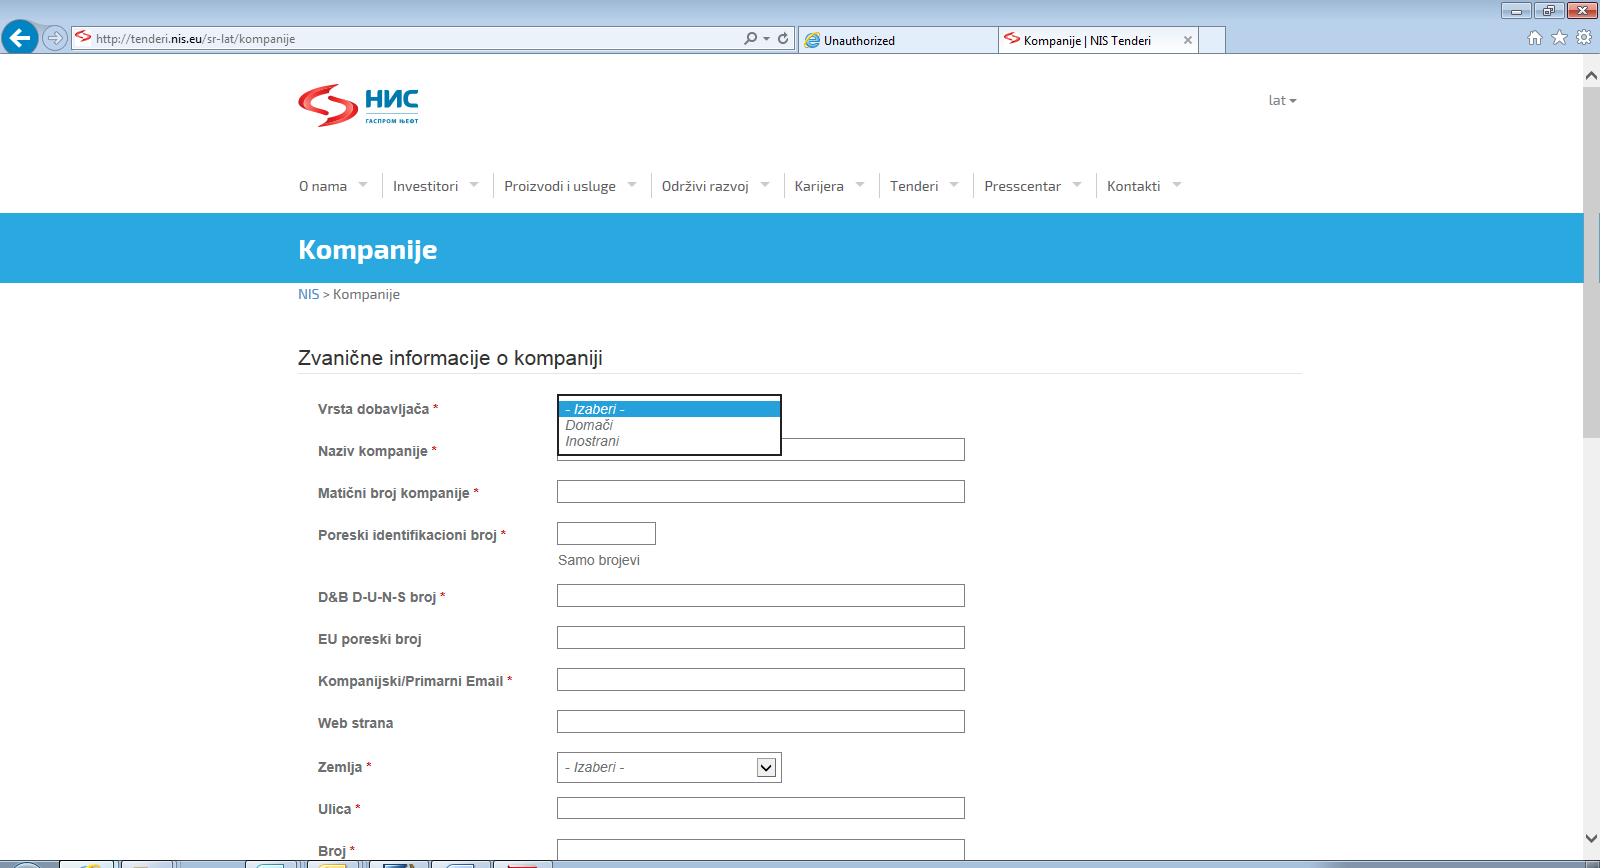 http://tenderi.nis.eu/sr-lat/kompanije
Unauthorized
Kompanije | NIS Tenderi
НИС
ГАСПРОМ ЊЕФТ
lat
O nama
Investitori
Proizvodi i usluge
Održivi razvoj
Karijera
Tenderi
Presscentar
Kontakti
Kompanije
NIS > Kompanije
Zvanične informacije o kompaniji
Vrsta dobavljača *
- Izaberi -
Domači
Inostrani
Naziv kompanije *
Matični broj kompanije *
Poreski identifikacioni broj *
Samo brojevi
D&B D-U-N-S broj *
EU poreski broj
Kompanijski/Primarni Email *
Web strana
Zemlja *
- Izaberi -
Ulica *
Broj *